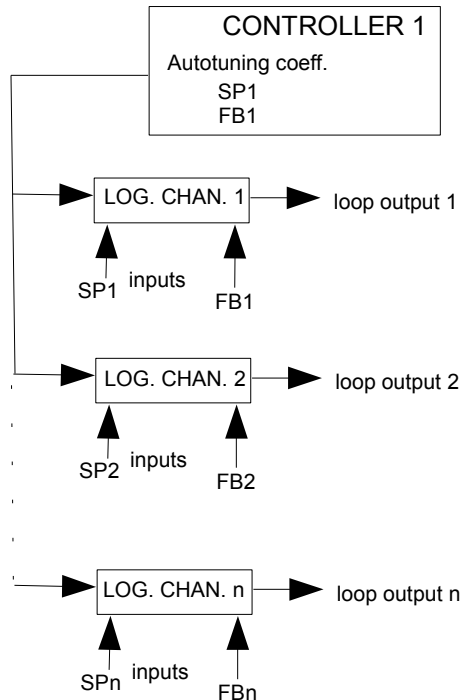 CONTROLLER 1
Autotuning coeff.
SP1
FB1
LOG. CHAN. 1
loop output 1
SP1 inputs FB1
LOG. CHAN. 2
loop output 2
SP2 inputs FB2
LOG. CHAN. n
loop output n
SPn inputs FBn